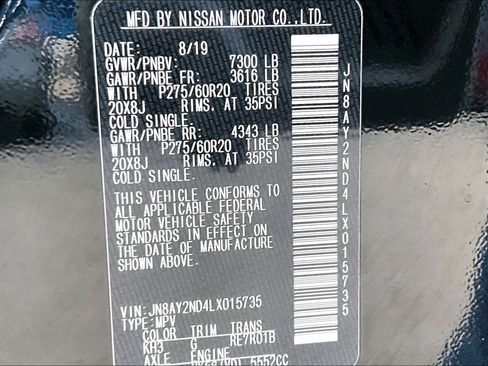 MFD BY NISSAN MOTOR CO.,LTD.
DATE: 8/19
GVWR/PNBV: 7300 LB
GAWR/PNBE FR: 3616 LB
WITH P275/60R20 TIRES
20X8J RIMS, AT 35PSI
COLD SINGLE.
GAWR/PNBE RR: 4343 LB
WITH P275/60R20 TIRES
20X8J RIMS, AT 35PSI
COLD SINGLE.
THIS VEHICLE CONFORMS TO
ALL APPLICABLE FEDERAL
MOTOR VEHICLE SAFETY
STANDARDS IN EFFECT ON
THE DATE OF MANUFACTURE
SHOWN ABOVE.
VIN: JN8AY2ND4LX015735
TYPE: MPV
COLOR TRIM TRANS
KH3 G RE7R01B
AXLE ENGINE
5552CC
JN8AY2ND4LX015735